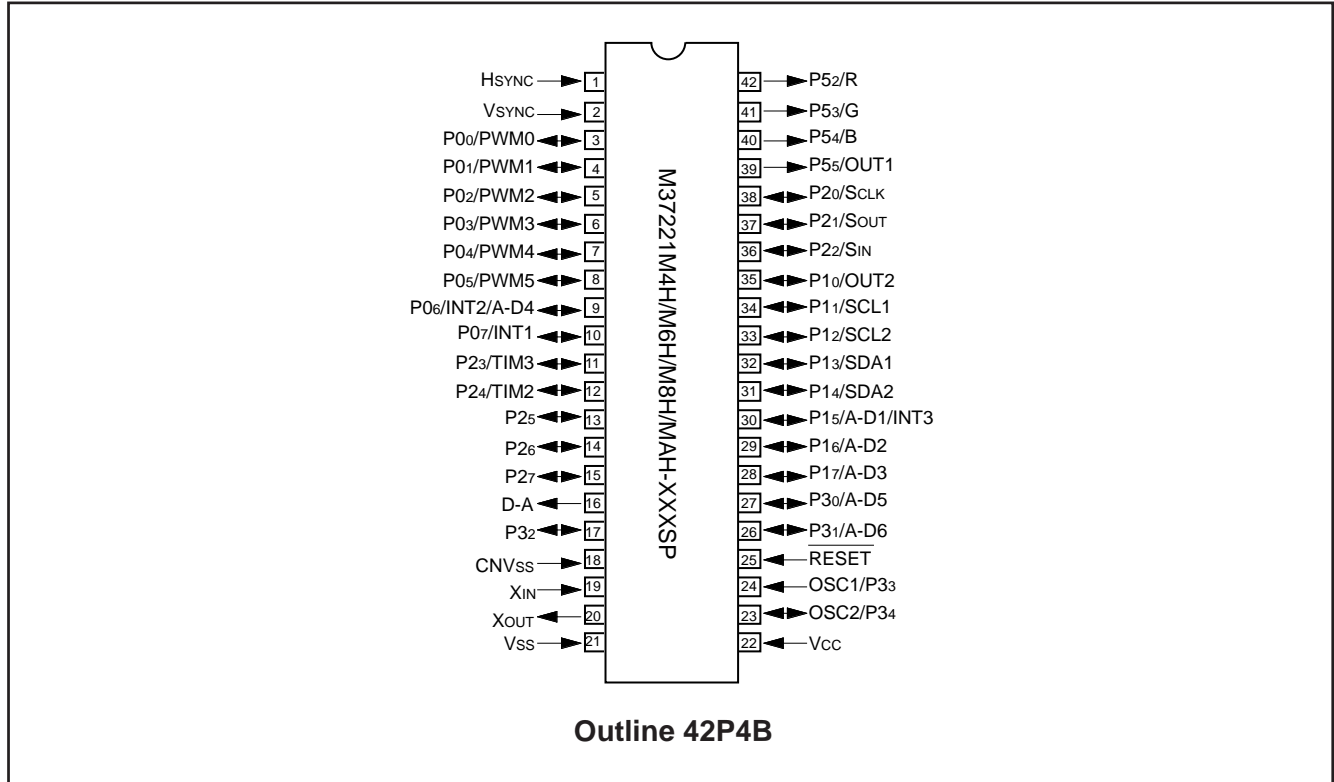 HSYNC 1 42 P52/R
VSYNC 2 41 P53/G
P00/PWM0 3 40 P54/B
P01/PWM1 4 39 P55/OUT1
P02/PWM2 5 38 P20/SCLK
P03/PWM3 6 37 P21/SOUT
P04/PWM4 7 36 P22/SIN
P05/PWM5 8 35 P10/OUT2
P06/INT2/A-D4 9 34 P11/SCL1
P07/INT1 10 33 P12/SCL2
P23/TIM3 11 32 P13/SDA1
P24/TIM2 12 31 P14/SDA2
P25 13 30 P15/A-D1/INT3
P26 14 29 P16/A-D2
P27 15 28 P17/A-D3
D-A 16 27 P30/A-D5
P32 17 26 P31/A-D6
CNVSS 18 25 RESET
XIN 19 24 OSC1/P33
XOUT 20 23 OSC2/P34
VSS 21 22 VCC
M37221M4H/M6H/M8H/MAH-XXXSP
Outline 42P4B